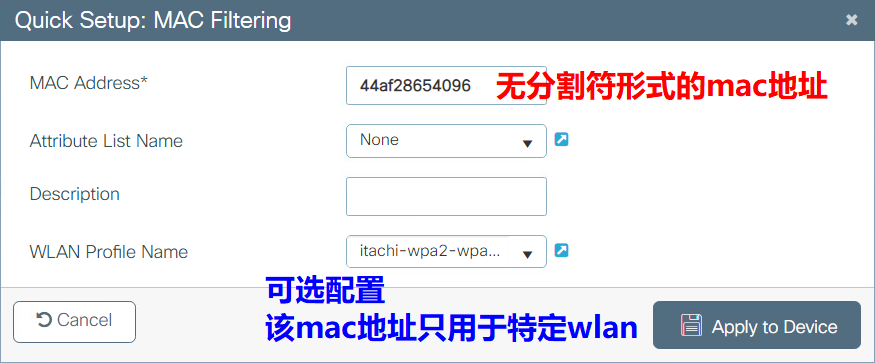 Quick Setup: MAC Filtering
MAC Address*
44af28654096
无分割符形式的mac地址
Attribute List Name
None
Description
WLAN Profile Name
itachi-wpa2-wpa...
可选配置
该mac地址只用于特定wlan
Cancel
Apply to Device